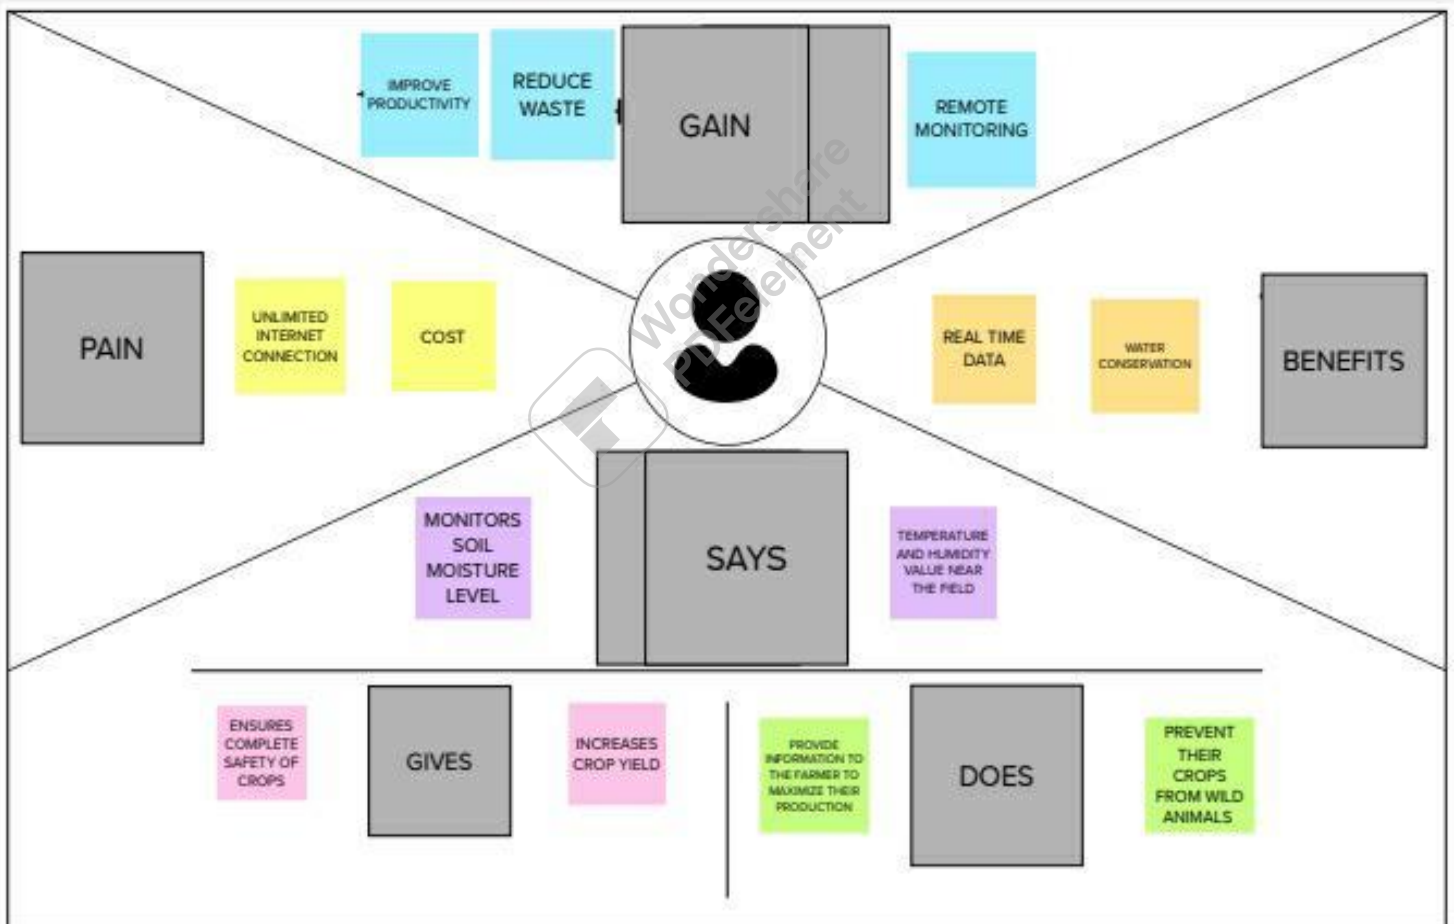 IMPROVE
PRODUCTIVITY
REDUCE
WASTE
GAIN
REMOTE
MONITORING
PAIN
UNLIMITED
INTERNET
CONNECTION
COST
REAL TIME
DATA
WATER
CONSERVATION
BENEFITS
MONITORS
SOIL
MOISTURE
LEVEL
SAYS
TEMPERATURE
AND HUMIDITY
VALUE NEAR
THE FIELD
ENSURES
COMPLETE
SAFETY OF
CROPS
GIVES
INCREASES
CROP YIELD
PROVIDE
INFORMATION TO
THE FARMER TO
MAXIMIZE THEIR
PRODUCTION
DOES
PREVENT
THEIR
CROPS
FROM WILD
ANIMALS
Wondershare
PDFelement